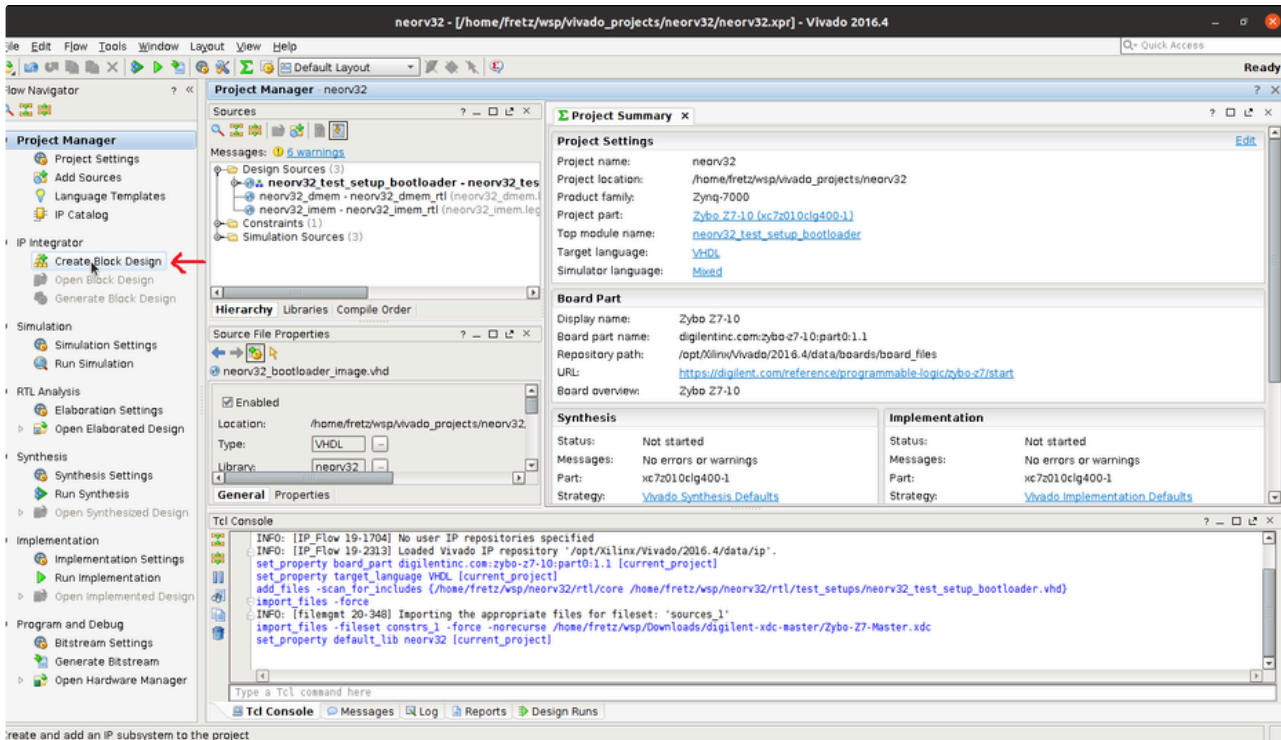 neorv32 - [/home/fretz/wsp/vivado_projects/neorv32/neorv32.xpr] - Vivado 2016.4
ile Edit Flow Tools Window Layout View Help
Q- Quick Access
Default Layout
Ready
low Navigator
? «
Project Manager
Project Settings
Add Sources
Language Templates
IP Catalog
IP Integrator
Create Block Design
Open Block Design
Generate Block Design
Simulation
Simulation Settings
Run Simulation
RTL Analysis
Elaboration Settings
Open Elaborated Design
Synthesis
Synthesis Settings
Run Synthesis
Open Synthesized Design
Implementation
Implementation Settings
Run Implementation
Open Implemented Design
Program and Debug
Bitstream Settings
Generate Bitstream
Open Hardware Manager
Project Manager - neorv32
Sources
Messages: 6 warnings
Design Sources (3)
neorv32_test_setup_bootloader - neorv32_tes
neorv32_dmem - neorv32_dmem_rtl (neorv32_dmem.l
neorv32_imem - neorv32_imem_rtl (neorv32_imem.leg
Constraints (1)
Simulation Sources (3)
Hierarchy Libraries Compile Order
Source File Properties
neorv32_bootloader_image.vhd
Enabled
Location: /home/fretz/wsp/vivado_projects/neorv32,
Type: VHDL
Library: neorv32
General Properties
Σ Project Summary ×
Project Settings
Edit
Project name: neorv32
Project location: /home/fretz/wsp/vivado_projects/neorv32
Product family: Zynq-7000
Project part: Zybo Z7-10 (xc7z010clg400-1)
Top module name: neorv32_test_setup_bootloader
Target language: VHDL
Simulator language: Mixed
Board Part
Display name: Zybo Z7-10
Board part name: digilentinc.com:zybo-z7-10:part0:1.1
Repository path: /opt/Xilinx/Vivado/2016.4/data/boards/board_files
URL: https://digilent.com/reference/programmable-logic/zybo-z7/start
Board overview: Zybo Z7-10
Synthesis
Status: Not started
Messages: No errors or warnings
Part: xc7z010clg400-1
Strategy: Vivado Synthesis Defaults
Implementation
Status: Not started
Messages: No errors or warnings
Part: xc7z010clg400-1
Strategy: Vivado Implementation Defaults
Tcl Console
INFO: [IP_Flow 19-1704] No user IP repositories specified
INFO: [IP_Flow 19-2313] Loaded Vivado IP repository '/opt/Xilinx/Vivado/2016.4/data/ip'.
set_property board_part digilentinc.com:zybo-z7-10:part0:1.1 [current_project]
set_property target_language VHDL [current_project]
add_files -scan_for_includes {/home/fretz/wsp/neorv32/rtl/core /home/fretz/wsp/neorv32/rtl/test_setups/neorv32_test_setup_bootloader.vhd}
import_files -force
INFO: [filemgmt 20-348] Importing the appropriate files for fileset: 'sources_1'
import_files -fileset constrs_1 -force -norecurse /home/fretz/wsp/Downloads/digilent-xdc-master/Zybo-Z7-Master.xdc
set_property default_lib neorv32 [current_project]
Type a Tcl command here
Tcl Console Messages Log Reports Design Runs
Create and add an IP subsystem to the project